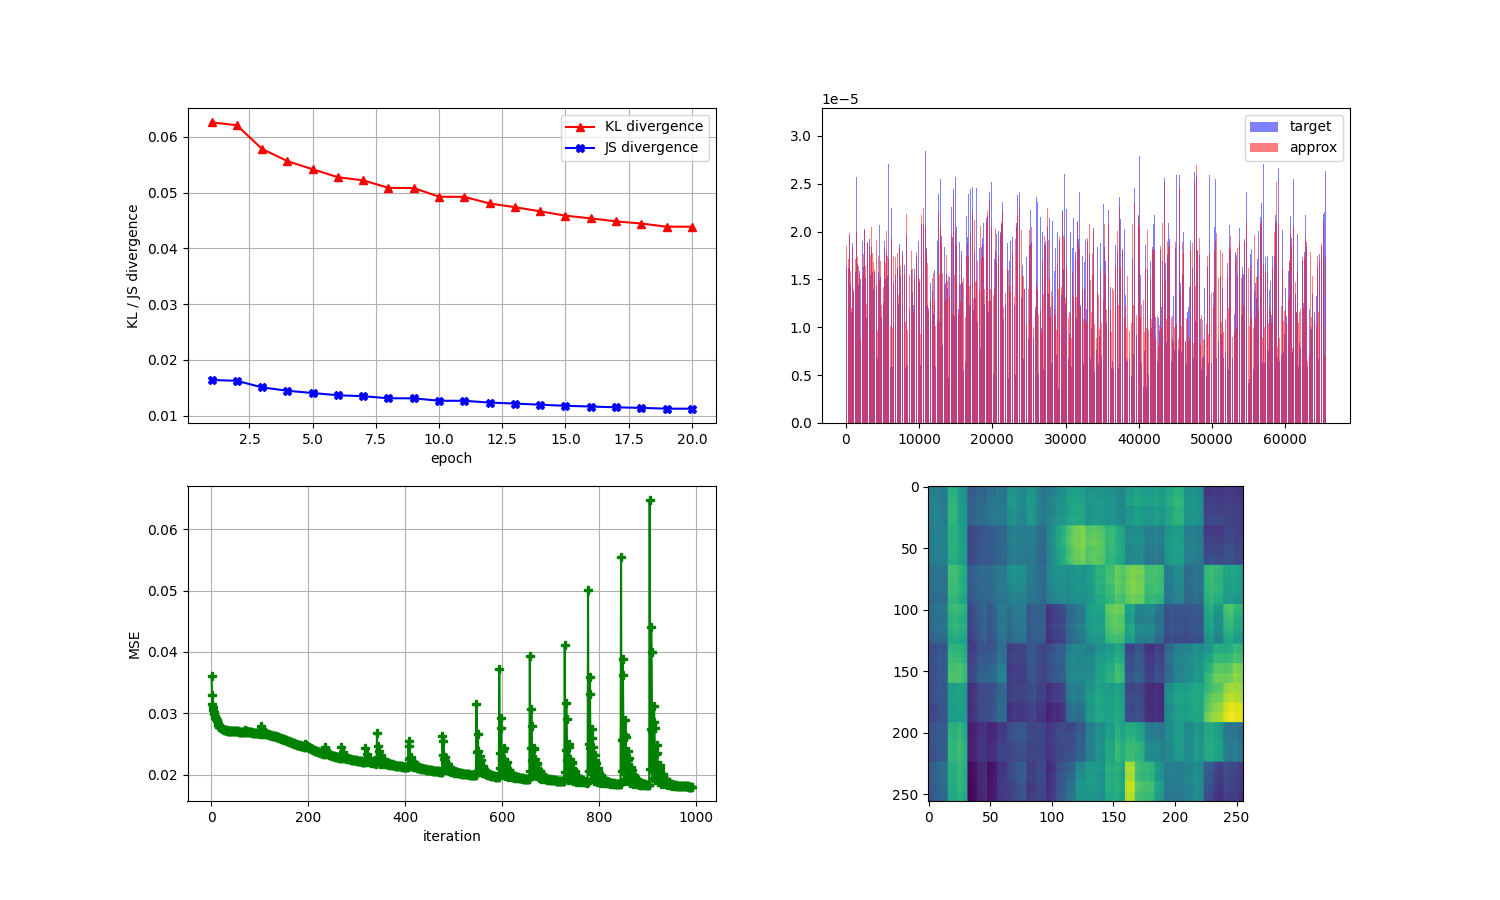 KL divergence
JS divergence
0.06
0.05
0.04
0.03
0.02
0.01
KL / JS divergence
2.5 5.0 7.5 10.0 12.5 15.0 17.5 20.0
epoch
1e−5
target
approx
3.0
2.5
2.0
1.5
1.0
0.5
0.0
0 10000 20000 30000 40000 50000 60000
0.06
0.05
0.04
0.03
0.02
MSE
0 200 400 600 800 1000
iteration
0
50
100
150
200
250
0 50 100 150 200 250